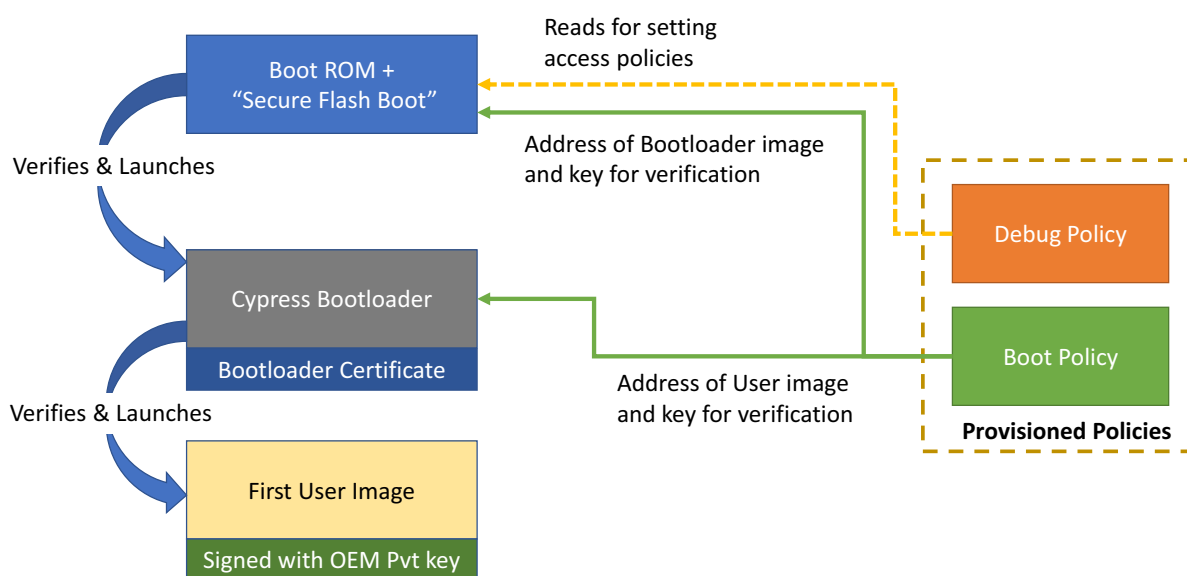 Reads for setting
access policies
Boot ROM +
“Secure Flash Boot”
Address of Bootloader image
and key for verification
Verifies & Launches
Debug Policy
Cypress Bootloader
Bootloader Certificate
Boot Policy
Address of User image
and key for verification
Verifies & Launches
Provisioned Policies
First User Image
Signed with OEM Pvt key